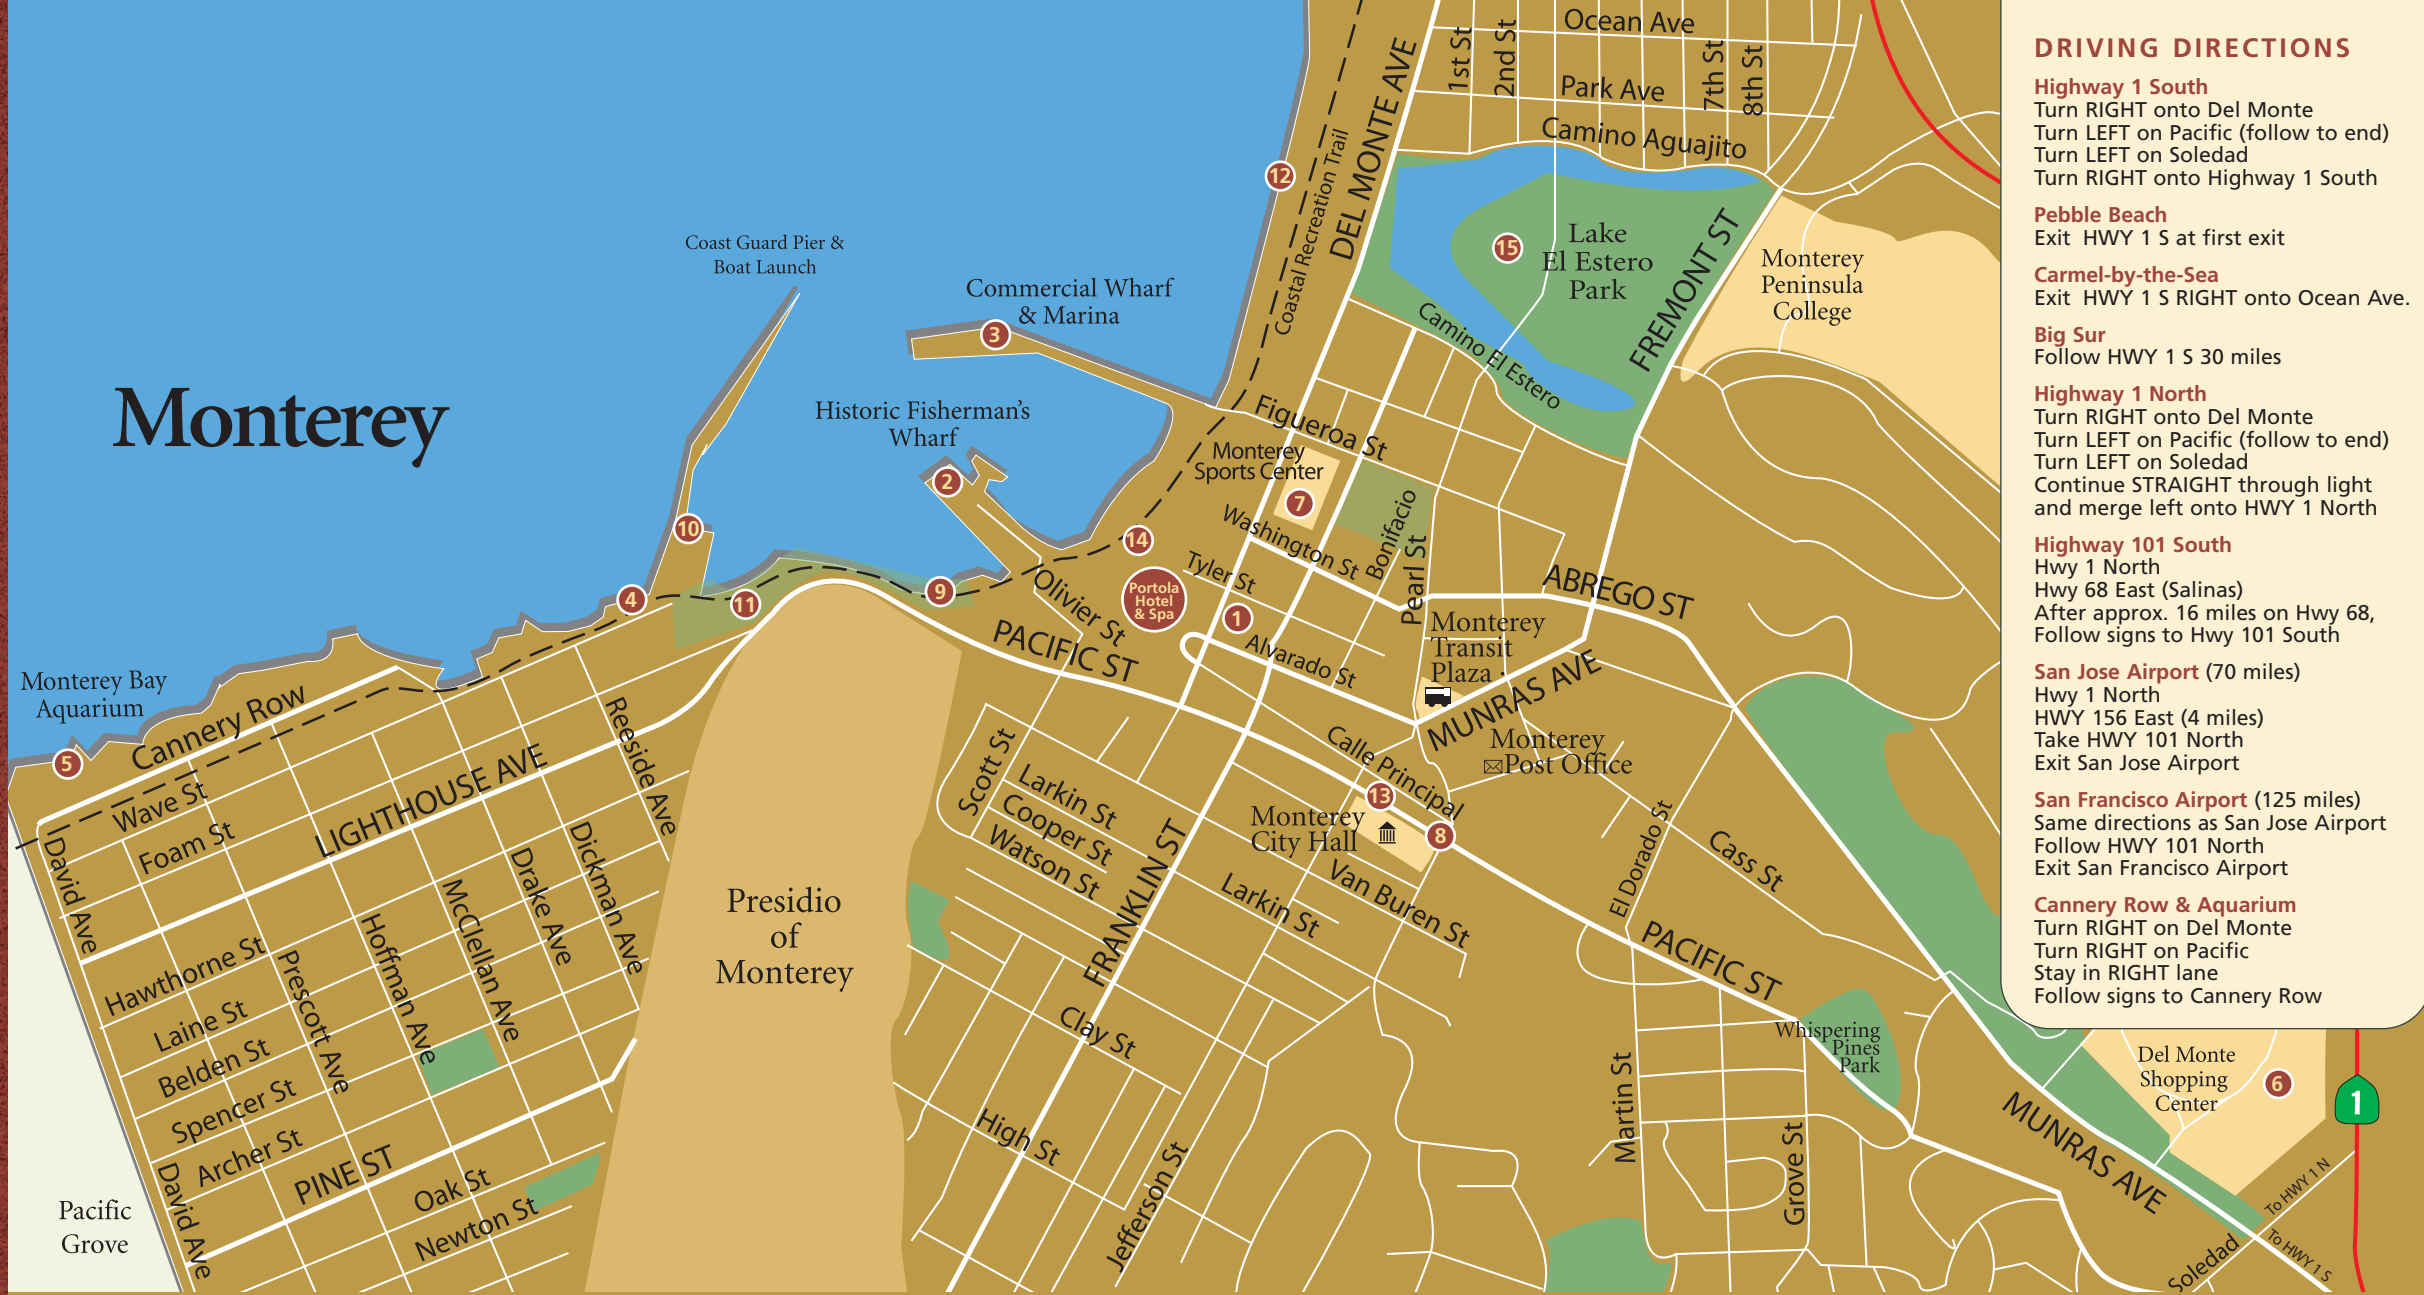 Monterey
Coast Guard Pier &
Boat Launch
Commercial Wharf
& Marina
Historic Fisherman's
Wharf
Monterey Bay
Aquarium
Pacific
Grove
Presidio
of
Monterey
Cannery Row
Wave St
Foam St
LIGHTHOUSE AVE
Hawthorne St
Laine St
Belden St
Spencer St
Archer St
PINE ST
Oak St
Newton St
David Ave
David Ave
Prescott Ave
Hoffman Ave
McClellan Ave
Drake Ave
Dickman Ave
Reeside Ave
5
4
10
11
9
2
3
12
14
Portola
Hotel
& Spa
1
7
15
13
8
6
Coastal Recreation Trail
DEL MONTE AVE
1st St
2nd St
7th St
8th St
Ocean Ave
Park Ave
Camino Aguajito
Lake
El Estero
Park
Camino El Estero
FREMONT ST
Monterey
Peninsula
College
Figueroa St
Monterey
Sports Center
Washington St
Bonifacio
Pearl St
Tyler St
Olivier St
PACIFIC ST
Alvarado St
ABREGO ST
Monterey
Transit
Plaza
MUNRAS AVE
Monterey
Post Office
Calle Principal
Monterey
City Hall
Scott St
Larkin St
Cooper St
Watson St
FRANKLIN ST
Larkin St
Van Buren St
El Dorado St
Cass St
PACIFIC ST
Clay St
High St
Jefferson St
Martin St
Grove St
Whispering
Pines
Park
MUNRAS AVE
Del Monte
Shopping
Center
1
To HWY 1 N
To HWY 1 S
Soledad
DRIVING DIRECTIONS
Highway 1 South
Turn RIGHT onto Del Monte
Turn LEFT on Pacific (follow to end)
Turn LEFT on Soledad
Turn RIGHT onto Highway 1 South
Pebble Beach
Exit HWY 1 S at first exit
Carmel-by-the-Sea
Exit HWY 1 S RIGHT onto Ocean Ave.
Big Sur
Follow HWY 1 S 30 miles
Highway 1 North
Turn RIGHT onto Del Monte
Turn LEFT on Pacific (follow to end)
Turn LEFT on Soledad
Continue STRAIGHT through light
and merge left onto HWY 1 North
Highway 101 South
Hwy 1 North
Hwy 68 East (Salinas)
After approx. 16 miles on Hwy 68,
Follow signs to Hwy 101 South
San Jose Airport (70 miles)
Hwy 1 North
HWY 156 East (4 miles)
Take HWY 101 North
Exit San Jose Airport
San Francisco Airport (125 miles)
Same directions as San Jose Airport
Follow HWY 101 North
Exit San Francisco Airport
Cannery Row & Aquarium
Turn RIGHT on Del Monte
Turn RIGHT on Pacific
Stay in RIGHT lane
Follow signs to Cannery Row